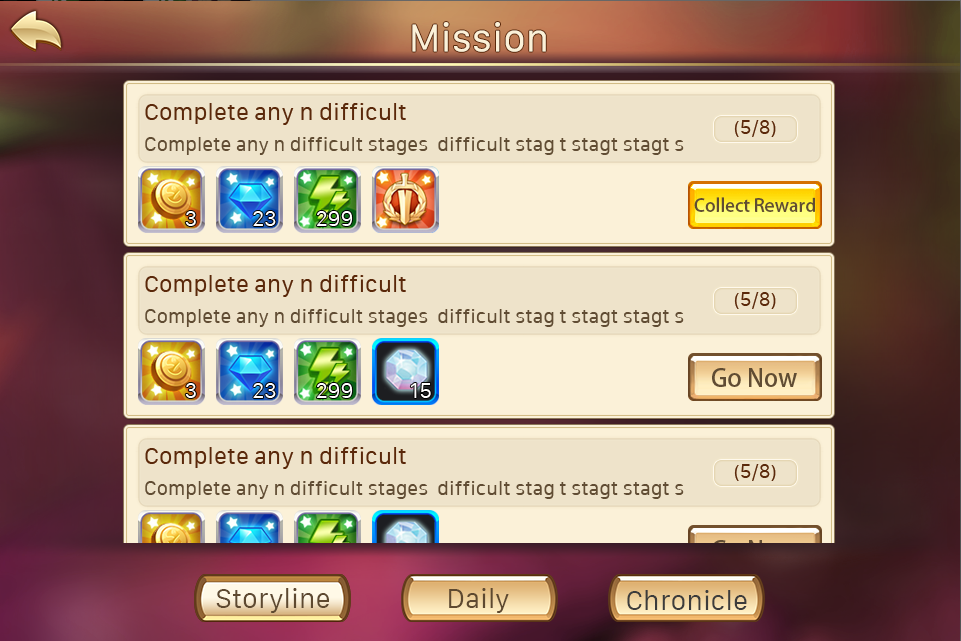 Mission
Complete any n difficult
Complete any n difficult stages  difficult stag t stagt stagt s
(5/8)
3
23
299
Collect Reward
Complete any n difficult
Complete any n difficult stages  difficult stag t stagt stagt s
(5/8)
3
23
299
15
Go Now
Complete any n difficult
Complete any n difficult stages  difficult stag t stagt stagt s
(5/8)
Storyline
Daily
Chronicle